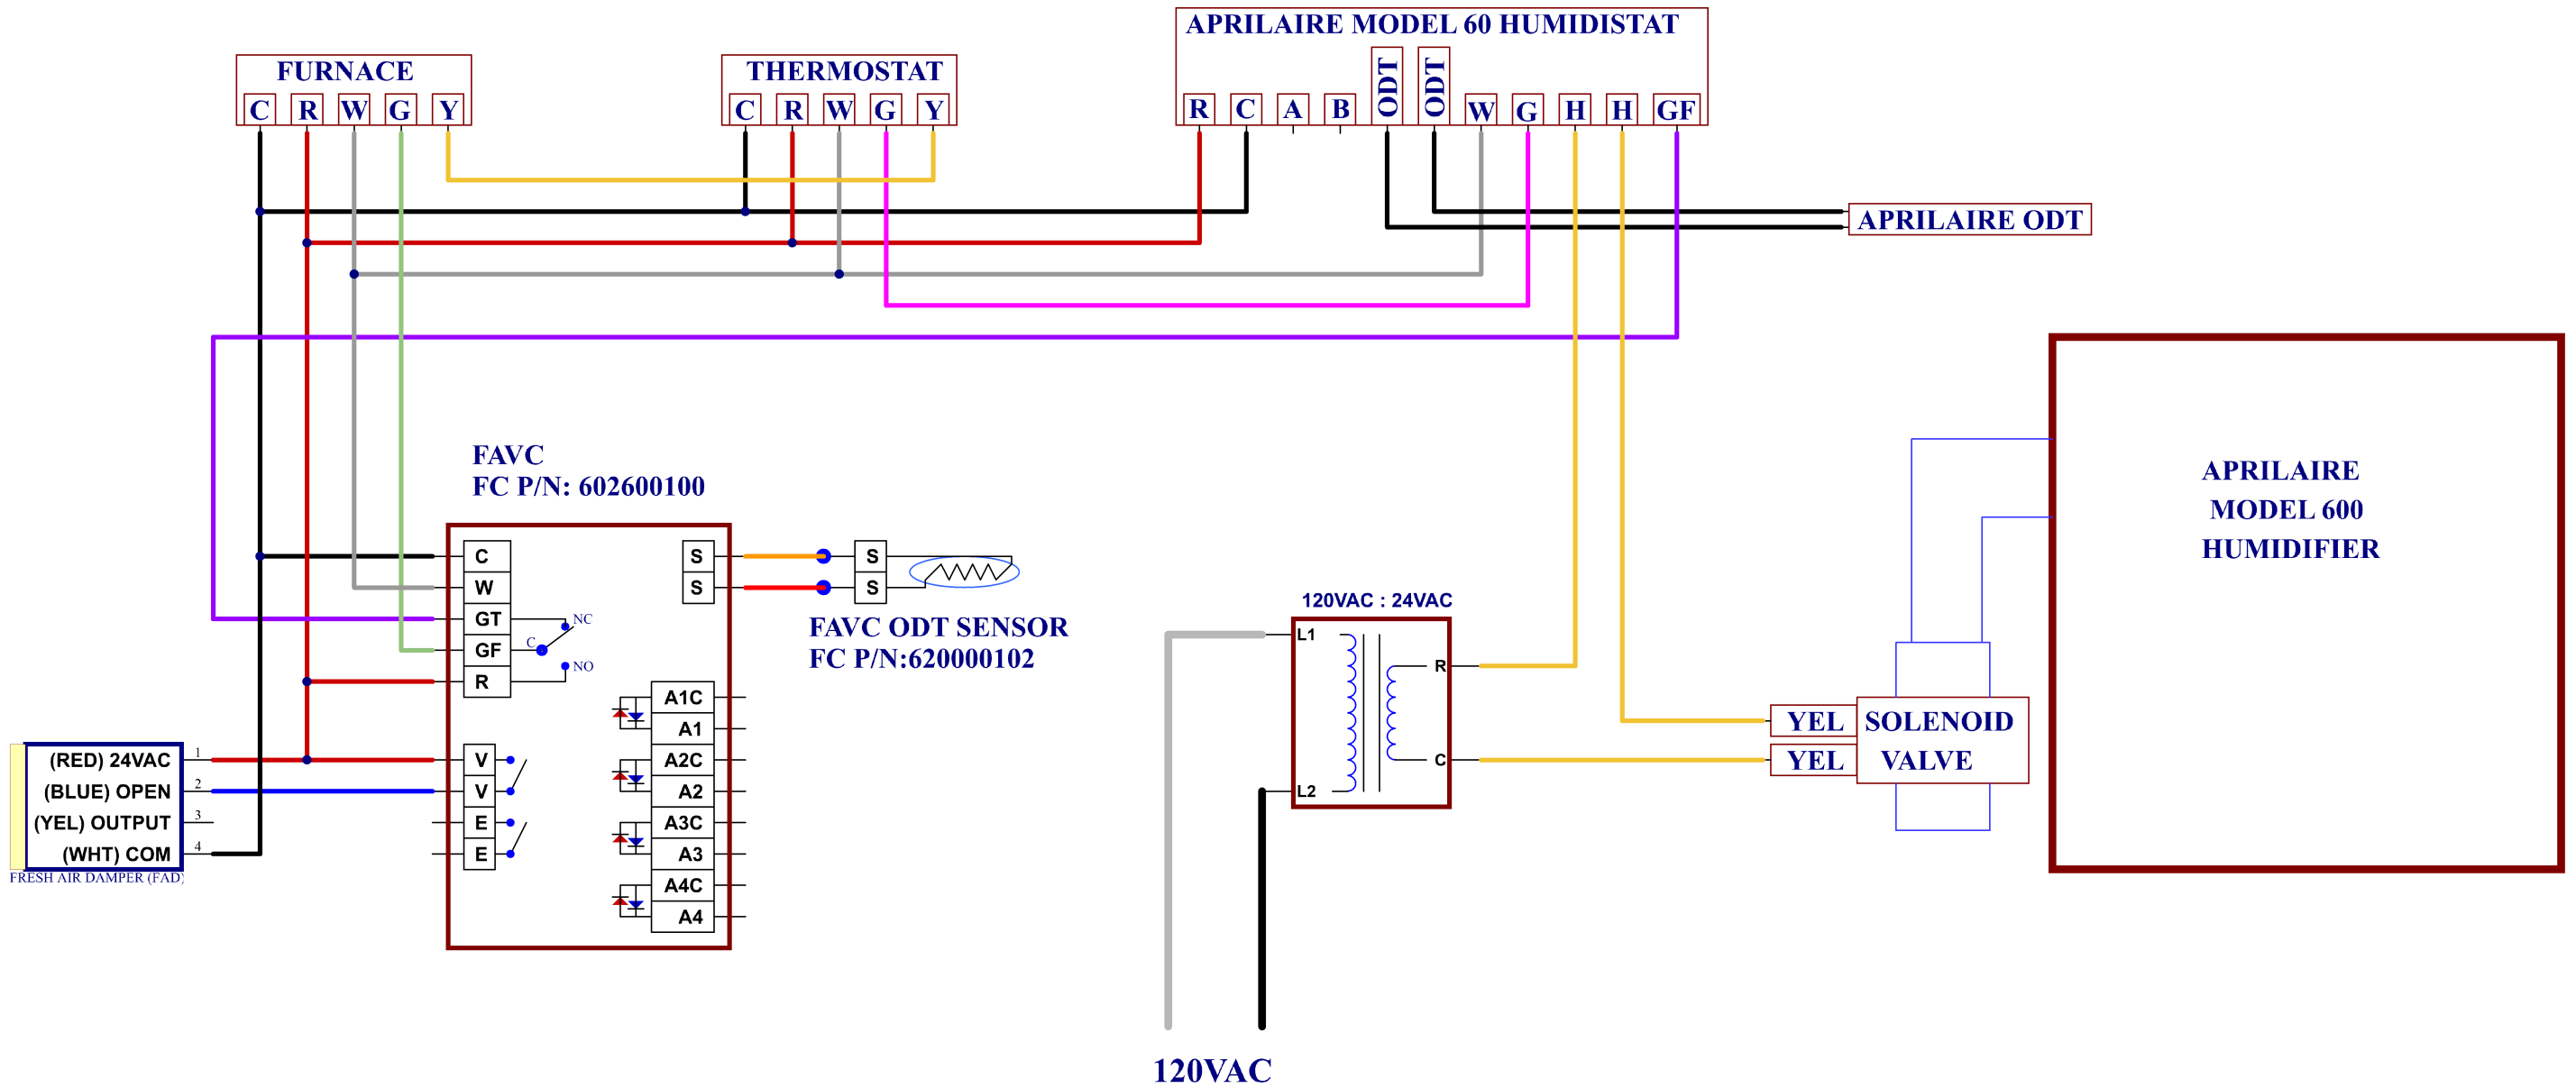 APRILAIRE MODEL 60 HUMIDISTAT
FURNACE
THERMOSTAT
C R W G Y
C R W G Y
R C A B ODT ODT W G H H GF
APRILAIRE ODT
FAVC
FC P/N: 602600100
C
W
GT
GF
R
NC
C
NO
S
S
S
S
FAVC ODT SENSOR
FC P/N:620000102
A1C
A1
A2C
A2
A3C
A3
A4C
A4
V
V
E
E
(RED) 24VAC 1
(BLUE) OPEN 2
(YEL) OUTPUT 3
(WHT) COM 4
FRESH AIR DAMPER (FAD)
120VAC : 24VAC
L1
R
C
L2
120VAC
YEL SOLENOID
YEL VALVE
APRILAIRE
MODEL 600
HUMIDIFIER